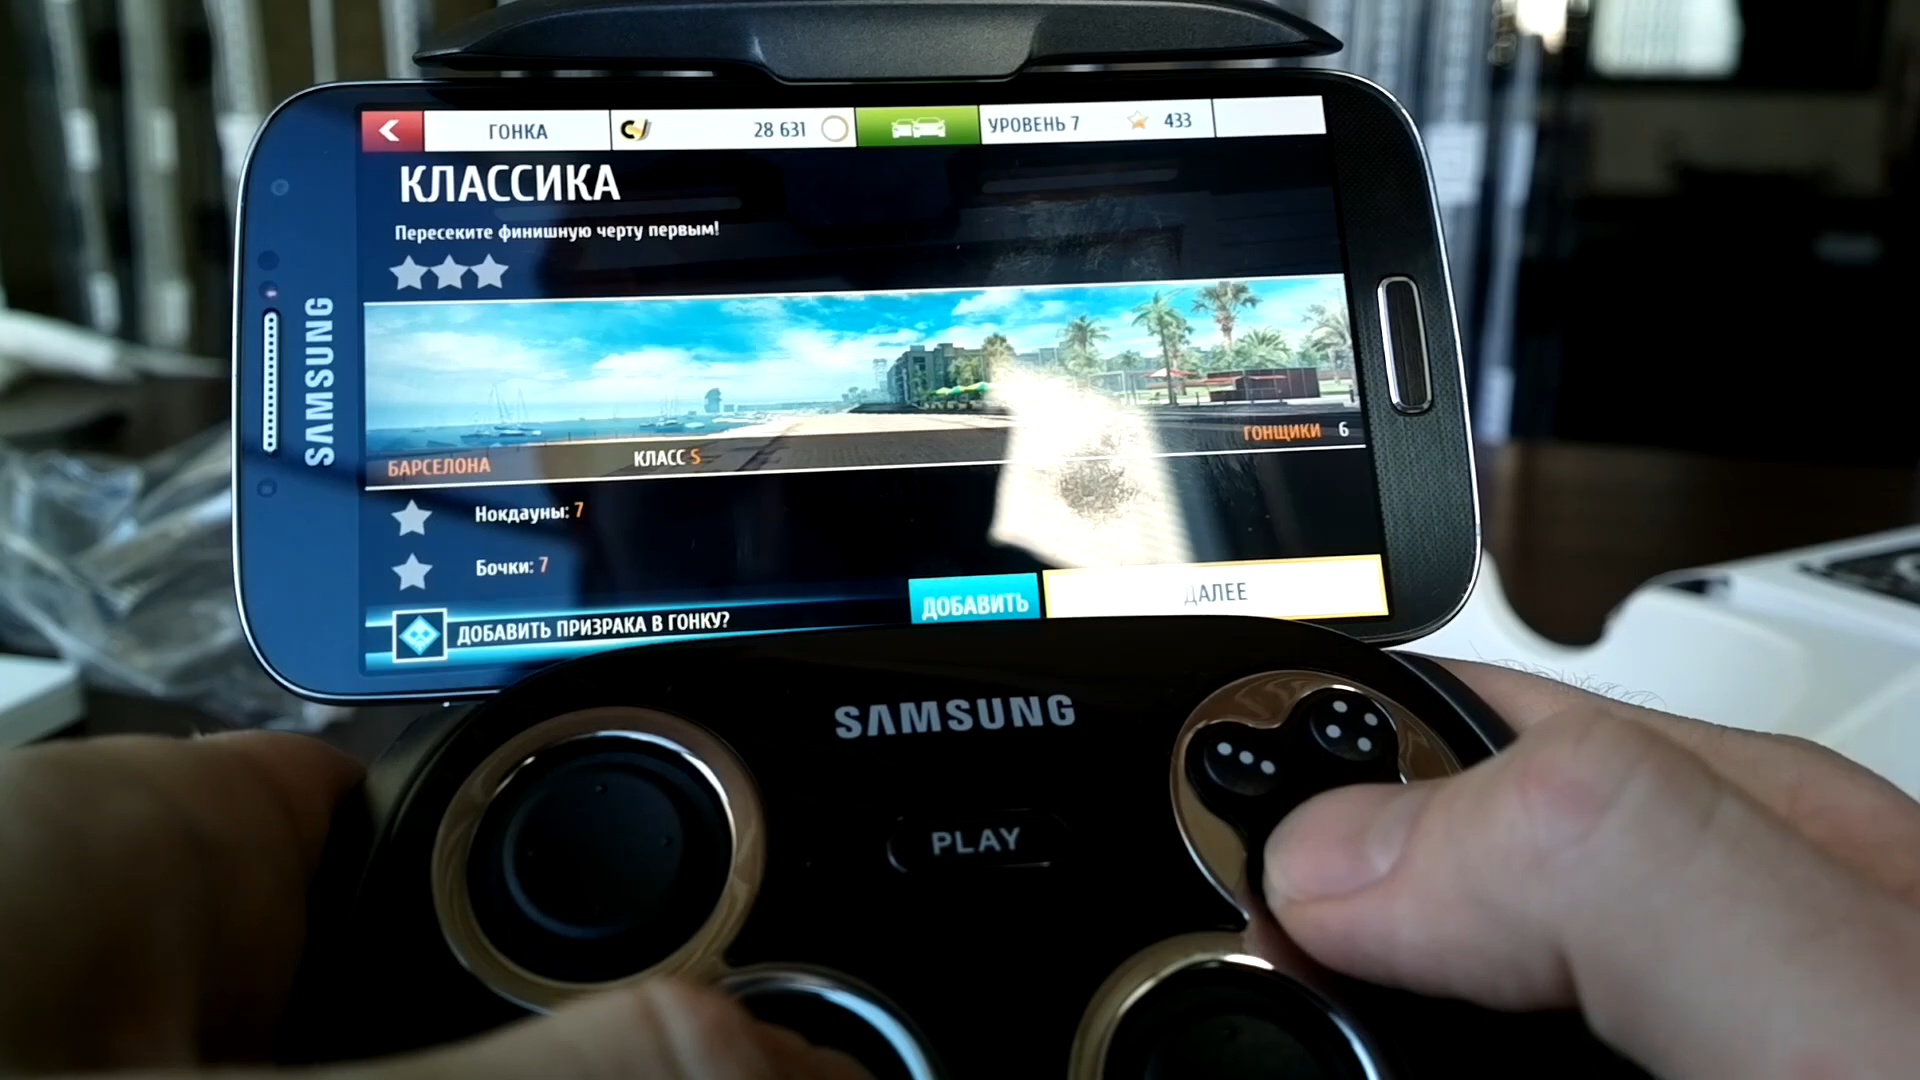 ГОНКА
28 631
УРОВЕНЬ 7
433
КЛАССИКА
Пересеките финишную черту первым!
БАРСЕЛОНА
КЛАСС S
ГОНЩИКИ 6
Нокдауны: 7
Бочки: 7
ДОБАВИТЬ ПРИЗРАКА В ГОНКУ?
ДОБАВИТЬ
ДАЛЕЕ
SAMSUNG
SAMSUNG
PLAY